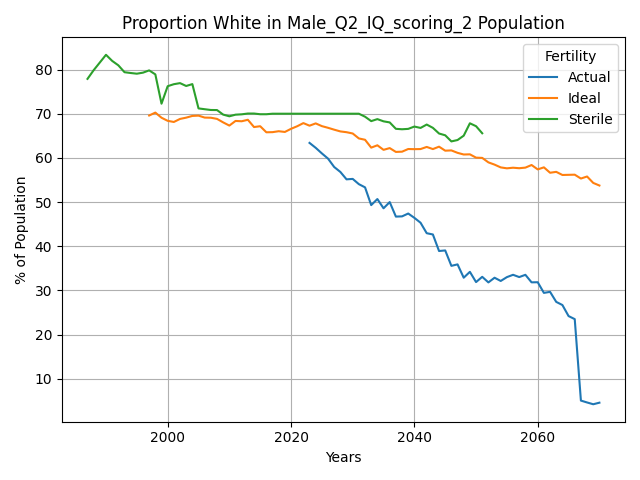 Proportion White in Male_Q2_IQ_scoring_2 Population
Fertility
Actual
Ideal
Sterile
% of Population
80
70
60
50
40
30
20
10
2000 2020 2040 2060
Years